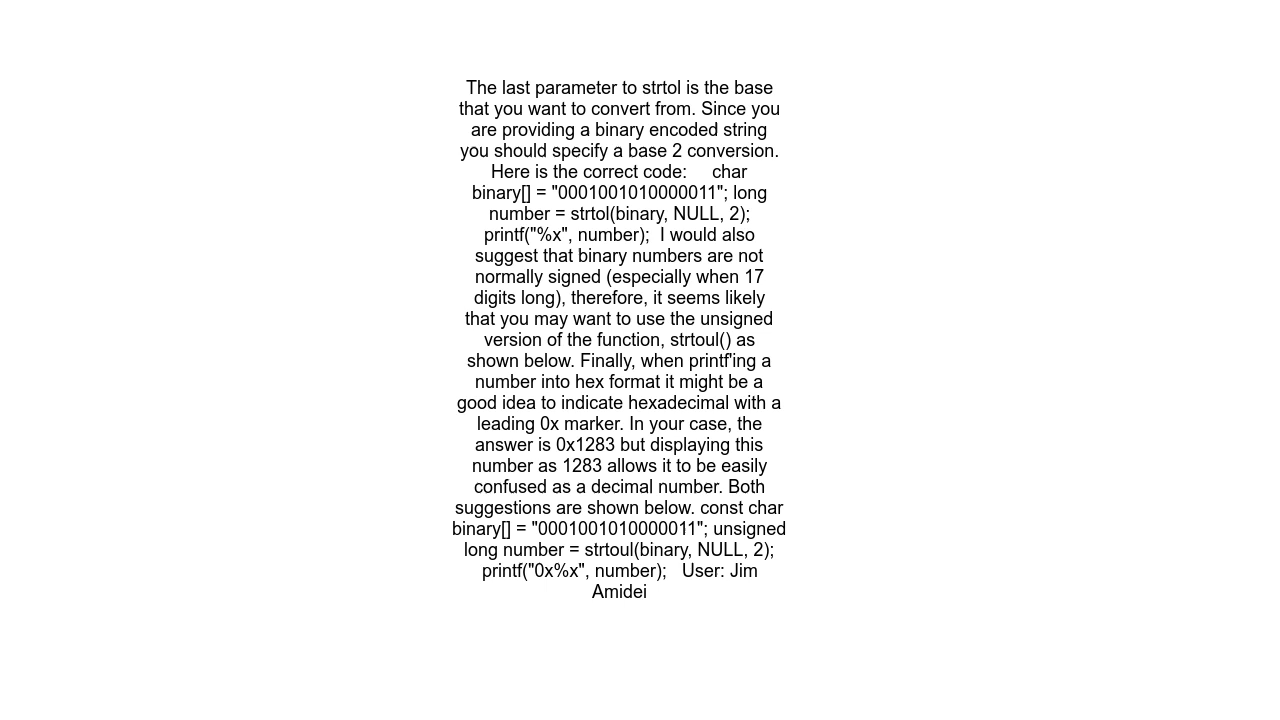 The last parameter to strtol is the base
that you want to convert from. Since you
are providing a binary encoded string
you should specify a base 2 conversion.
Here is the correct code:     char
binary[] = "0001001010000011"; long
number = strtol(binary, NULL, 2);
printf("%x", number);  I would also
suggest that binary numbers are not
normally signed (especially when 17
digits long), therefore, it seems likely
that you may want to use the unsigned
version of the function, strtoul() as
shown below. Finally, when printf'ing a
number into hex format it might be a
good idea to indicate hexadecimal with a
leading 0x marker. In your case, the
answer is 0x1283 but displaying this
number as 1283 allows it to be easily
confused as a decimal number. Both
suggestions are shown below. const char
binary[] = "0001001010000011"; unsigned
long number = strtoul(binary, NULL, 2);
printf("0x%x", number);   User: Jim
Amidei